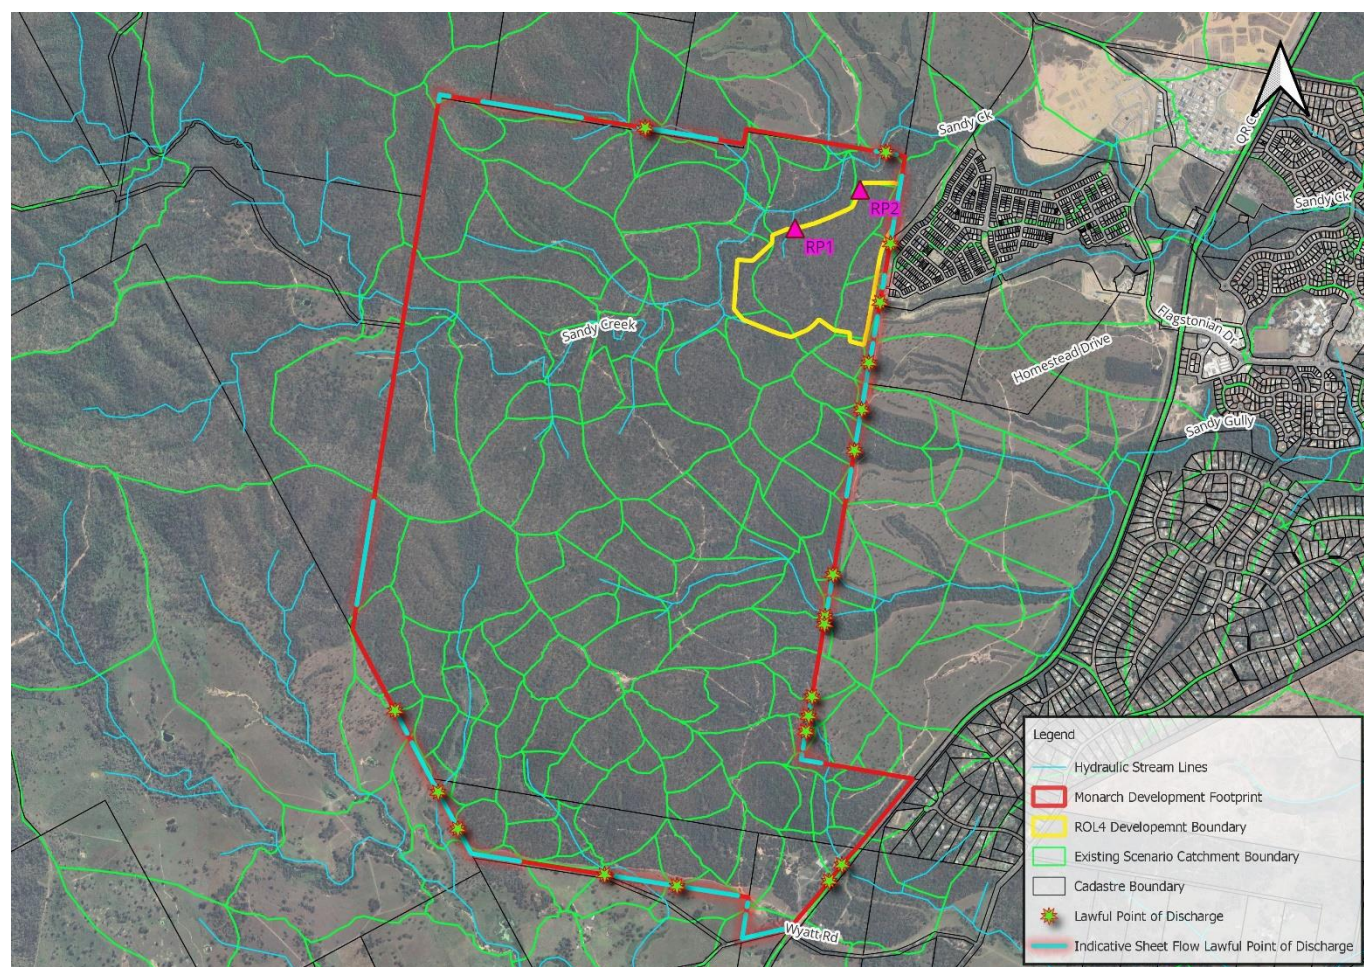 Sandy Ck
Sandy Ck
RP2
RP1
Sandy Creek
Flagstonian Dr
Homestead Drive
Sandy Gully
Wyatt Rd
Legend
Hydraulic Stream Lines
Monarch Development Footprint
ROL4 Developemnt Boundary
Existing Scenario Catchment Boundary
Cadastre Boundary
Lawful Point of Discharge
Indicative Sheet Flow Lawful Point of Discharge